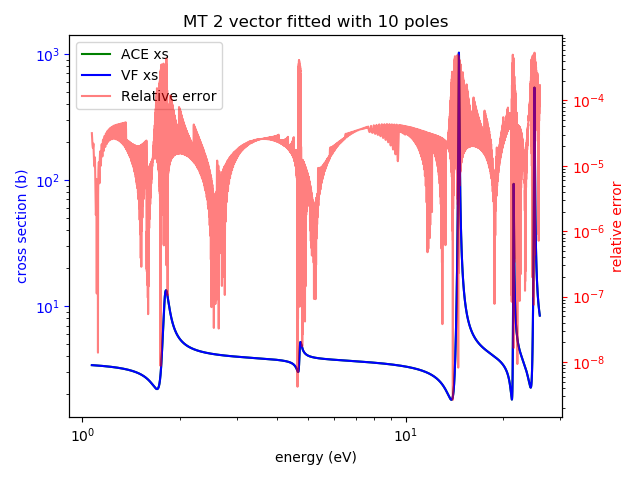 MT 2 vector fitted with 10 poles
ACE xs
VF xs
Relative error
10³
10²
10¹
cross section (b)
10⁻⁴
10⁻⁵
10⁻⁶
10⁻⁷
10⁻⁸
relative error
10⁰
10¹
energy (eV)